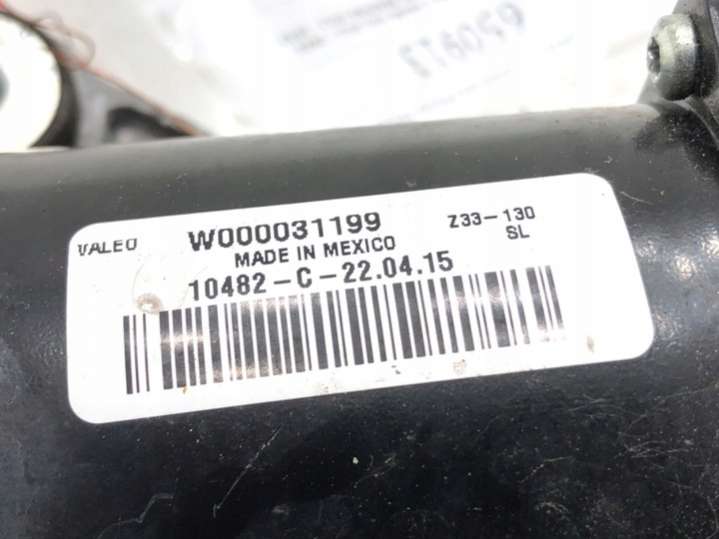 VALEO W000031199 Z33-130
MADE IN MEXICO SL
10482-C-22.04.15